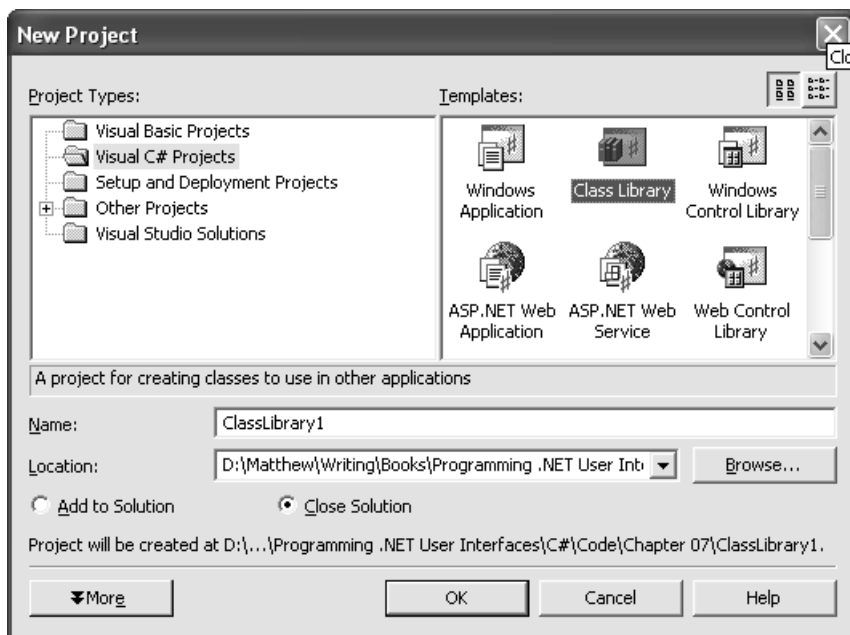 New Project
Project Types:
Templates:
Visual Basic Projects
Visual C# Projects
Setup and Deployment Projects
Other Projects
Visual Studio Solutions
Windows Application
Class Library
Windows Control Library
ASP.NET Web Application
ASP.NET Web Service
Web Control Library
A project for creating classes to use in other applications
Name:
ClassLibrary1
Location:
D:\Matthew\Writing\Books\Programming .NET User
Browse...
Add to Solution
Close Solution
Project will be created at D:\...\Programming .NET User Interfaces\C#\Code\Chapter 07\ClassLibrary1.
More
OK
Cancel
Help